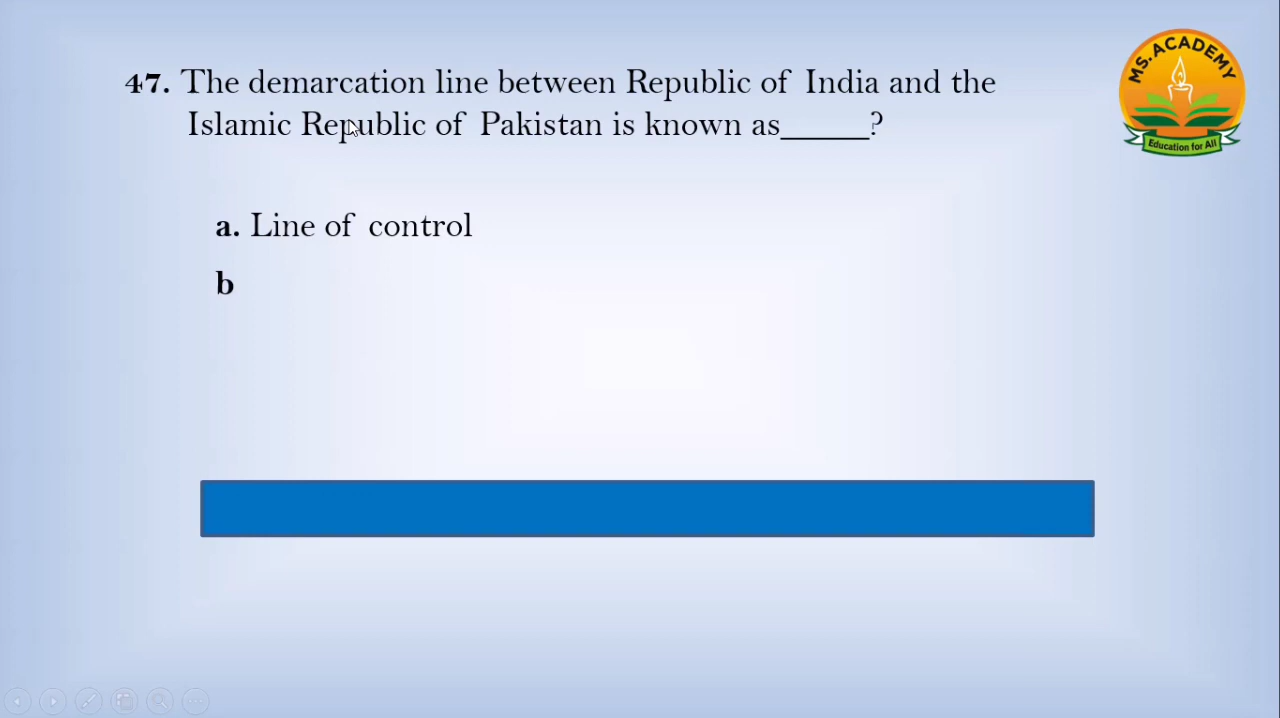 47. The demarcation line between Republic of India and the
Islamic Republic of Pakistan is known as_____?
a. Line of control
b
MS. ACADEMY
Education for All